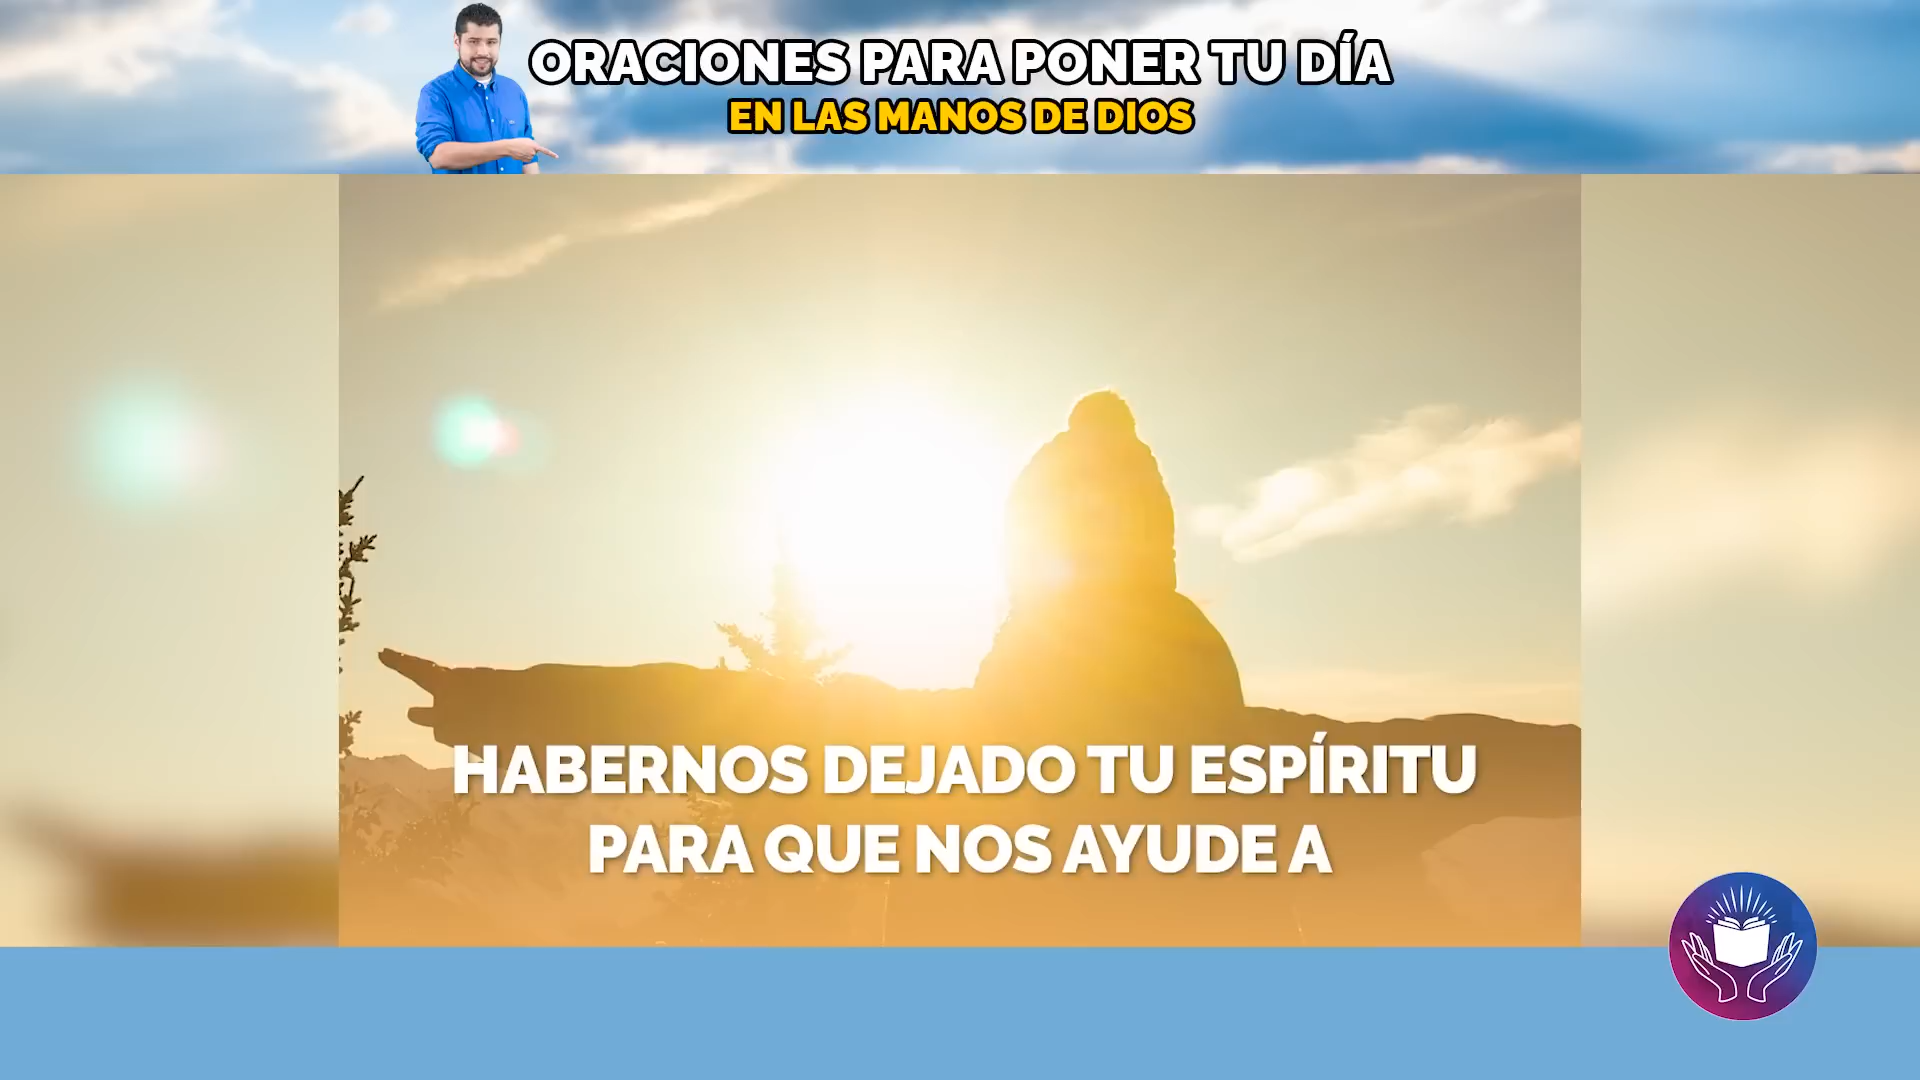 ORACIONES PARA PONER TU DÍA
EN LAS MANOS DE DIOS
HABERNOS DEJADO TU ESPÍRITU
PARA QUE NOS AYUDE A